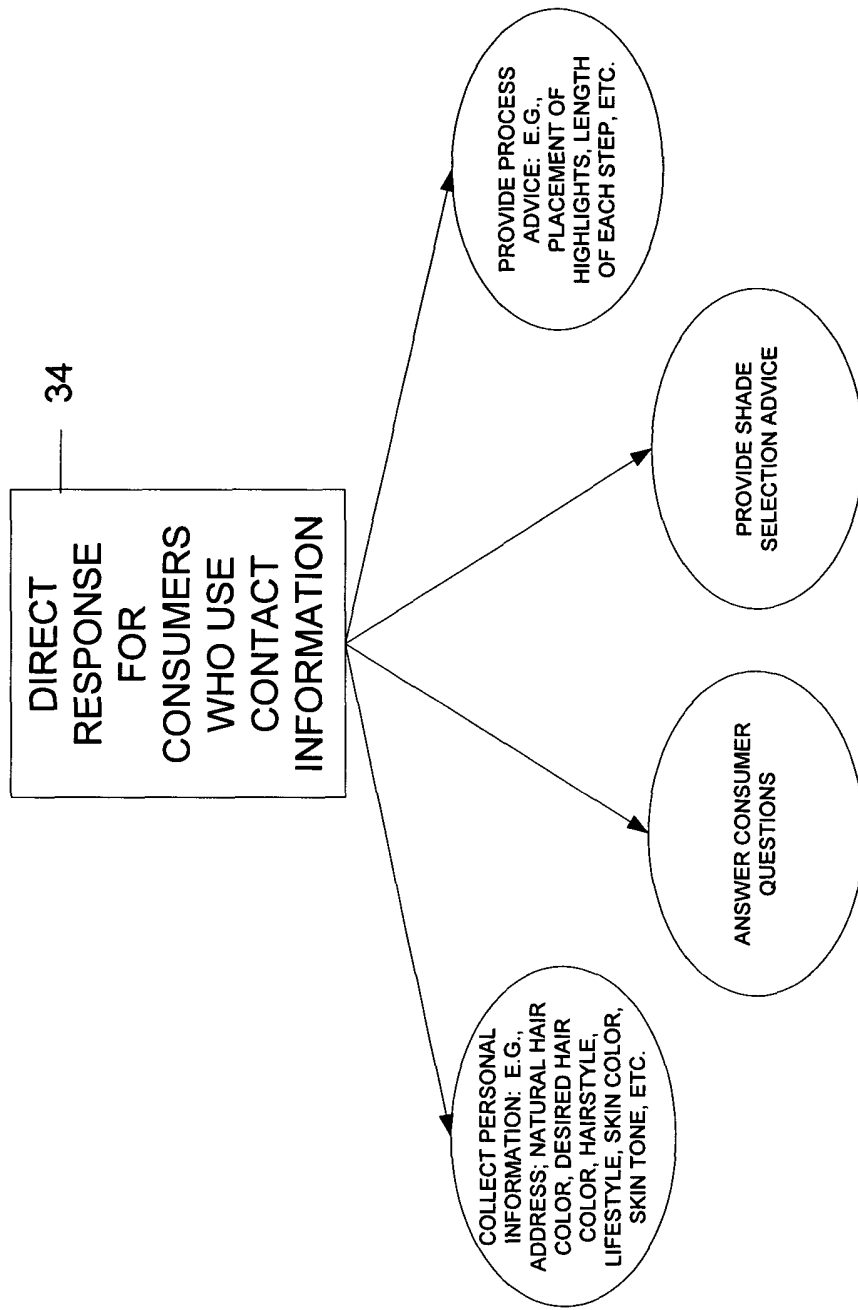 DIRECT
RESPONSE
FOR
CONSUMERS
WHO USE
CONTACT
INFORMATION
34
COLLECT PERSONAL
INFORMATION: E.G.,
ADDRESS; NATURAL HAIR
COLOR, DESIRED HAIR
COLOR, HAIRSTYLE,
LIFESTYLE, SKIN COLOR,
SKIN TONE, ETC.
ANSWER CONSUMER
QUESTIONS
PROVIDE SHADE
SELECTION ADVICE
PROVIDE PROCESS
ADVICE: E.G.,
PLACEMENT OF
HIGHLIGHTS, LENGTH
OF EACH STEP, ETC.